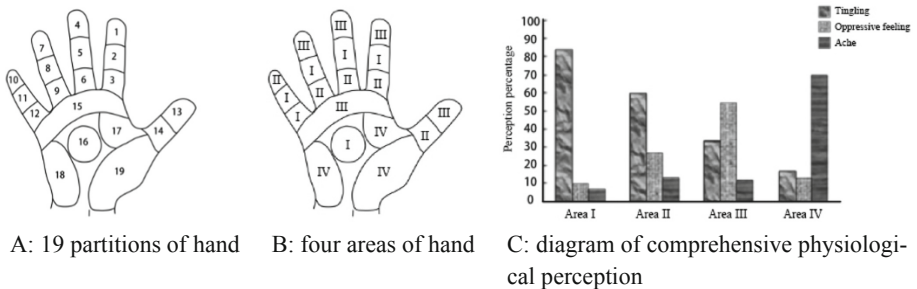 4
1
7
5
2
10
8
6
3
11
9
12
15
13
16
17
14
18
19
III
III
III
I
I
II
I
II
II
III
I
II
I
III
IV
II
I
IV
IV
Tingling
Oppressive feeling
Ache
Perception percentage
100
90
80
70
60
50
40
30
20
10
0
Area I
Area II
Area III
Area IV
A: 19 partitions of hand
B: four areas of hand
C: diagram of comprehensive physiologi-
cal perception